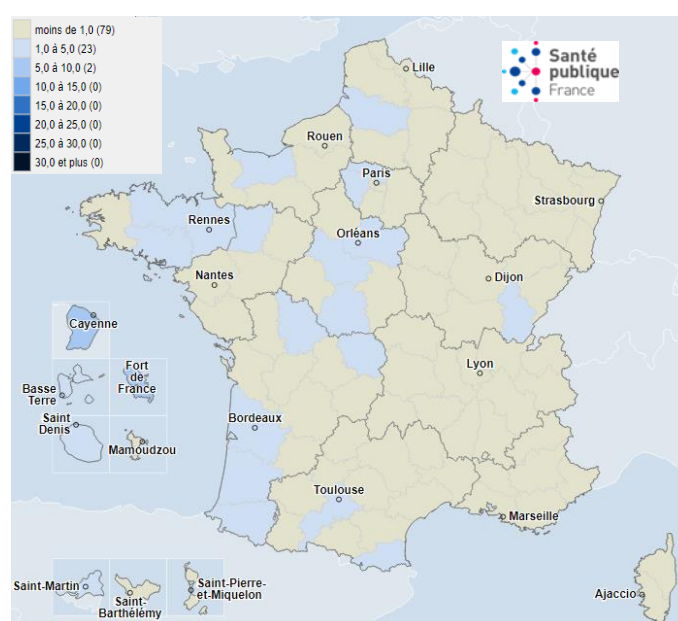 moins de 1,0 (79)
1,0 à 5,0 (23)
5,0 à 10,0 (2)
10,0 à 15,0 (0)
15,0 à 20,0 (0)
20,0 à 25,0 (0)
25,0 à 30,0 (0)
30,0 et plus (0)
Santé
publique
France
Lille
Rouen
Paris
Strasbourg
Rennes
Orléans
Nantes
Dijon
Cayenne
Lyon
Basse
Terre
Fort
de
France
Saint
Denis
Mamoudzou
Bordeaux
Toulouse
Marseille
Saint-Martin
Saint-
Barthélémy
Saint-Pierre-
et-Miquelon
Ajaccio